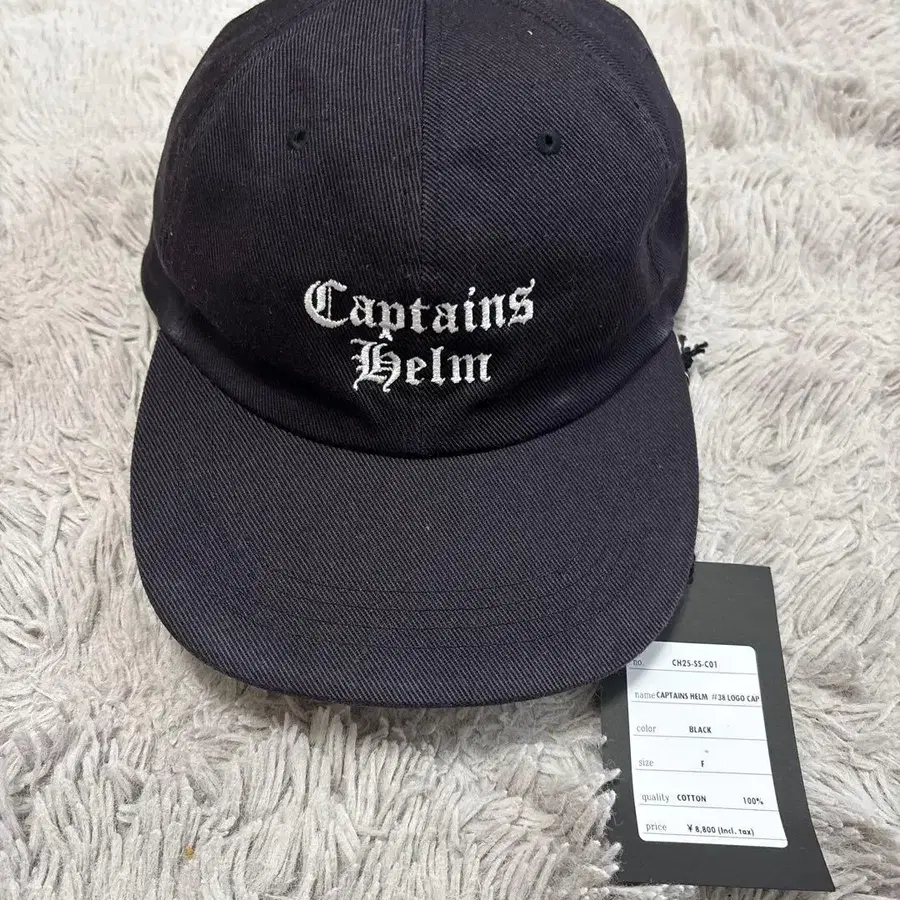 Captains
Helm
no. CH25-SS-C01
name CAPTAINS HELM #38 LOGO CAP
color BLACK
size F
quality COTTON 100%
price ¥ 8,800 (Incl. tax)